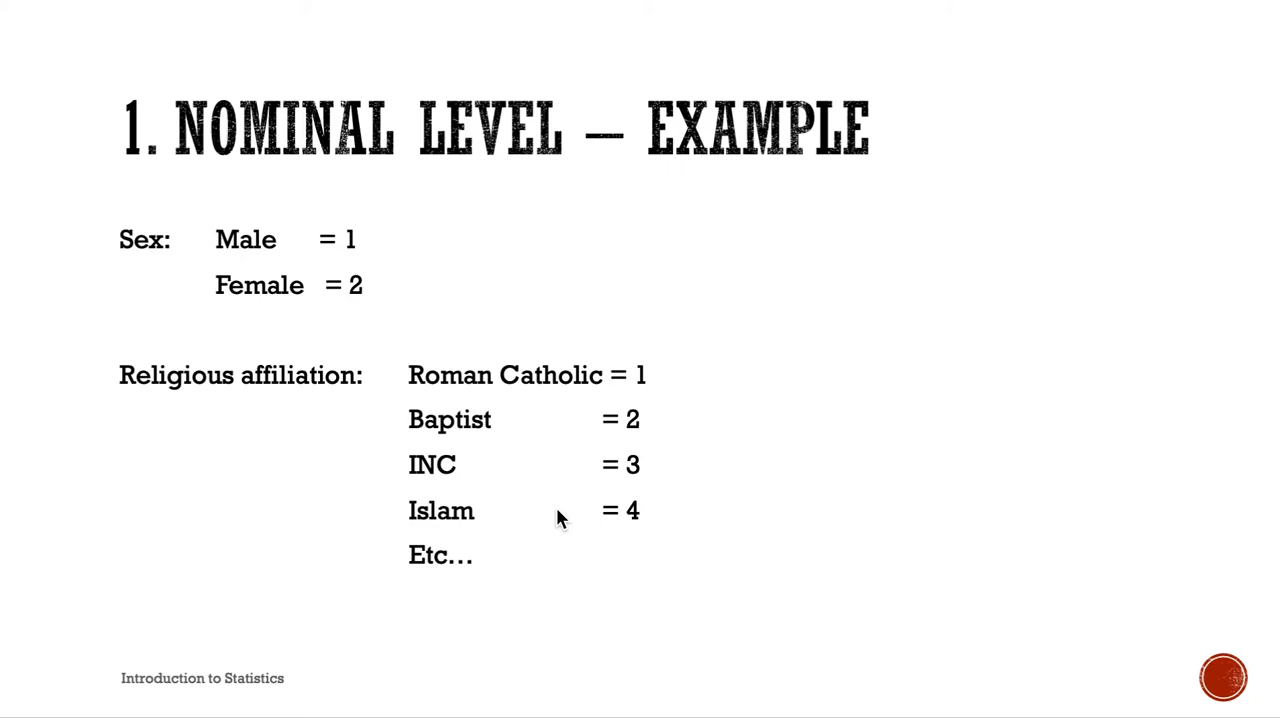 1. NOMINAL LEVEL – EXAMPLE
Sex: Male = 1
Female = 2
Religious affiliation: Roman Catholic = 1
Baptist = 2
INC = 3
Islam = 4
Etc...
Introduction to Statistics